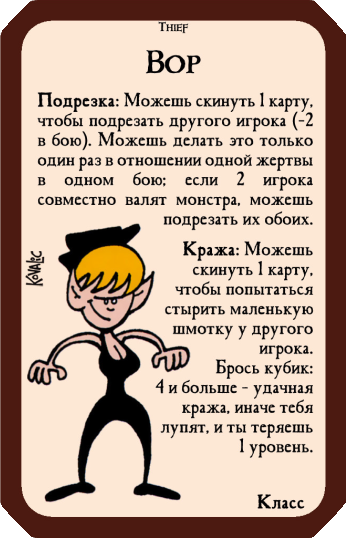 Thief
Вор
Подрезка: Можешь скинуть 1 карту,
чтобы подрезать другого игрока (-2
в бою). Можешь делать это только
один раз в отношении одной жертвы
в одном бою; если 2 игрока
совместно валят монстра, можешь
подрезать их обоих.
Кража: Можешь
скинуть 1 карту,
чтобы попытаться
стырить маленькую
шмотку у другого
игрока.
Брось кубик:
4 и больше - удачная
кража, иначе тебя
лупят, и ты теряешь
1 уровень.
Kovalic
Класс